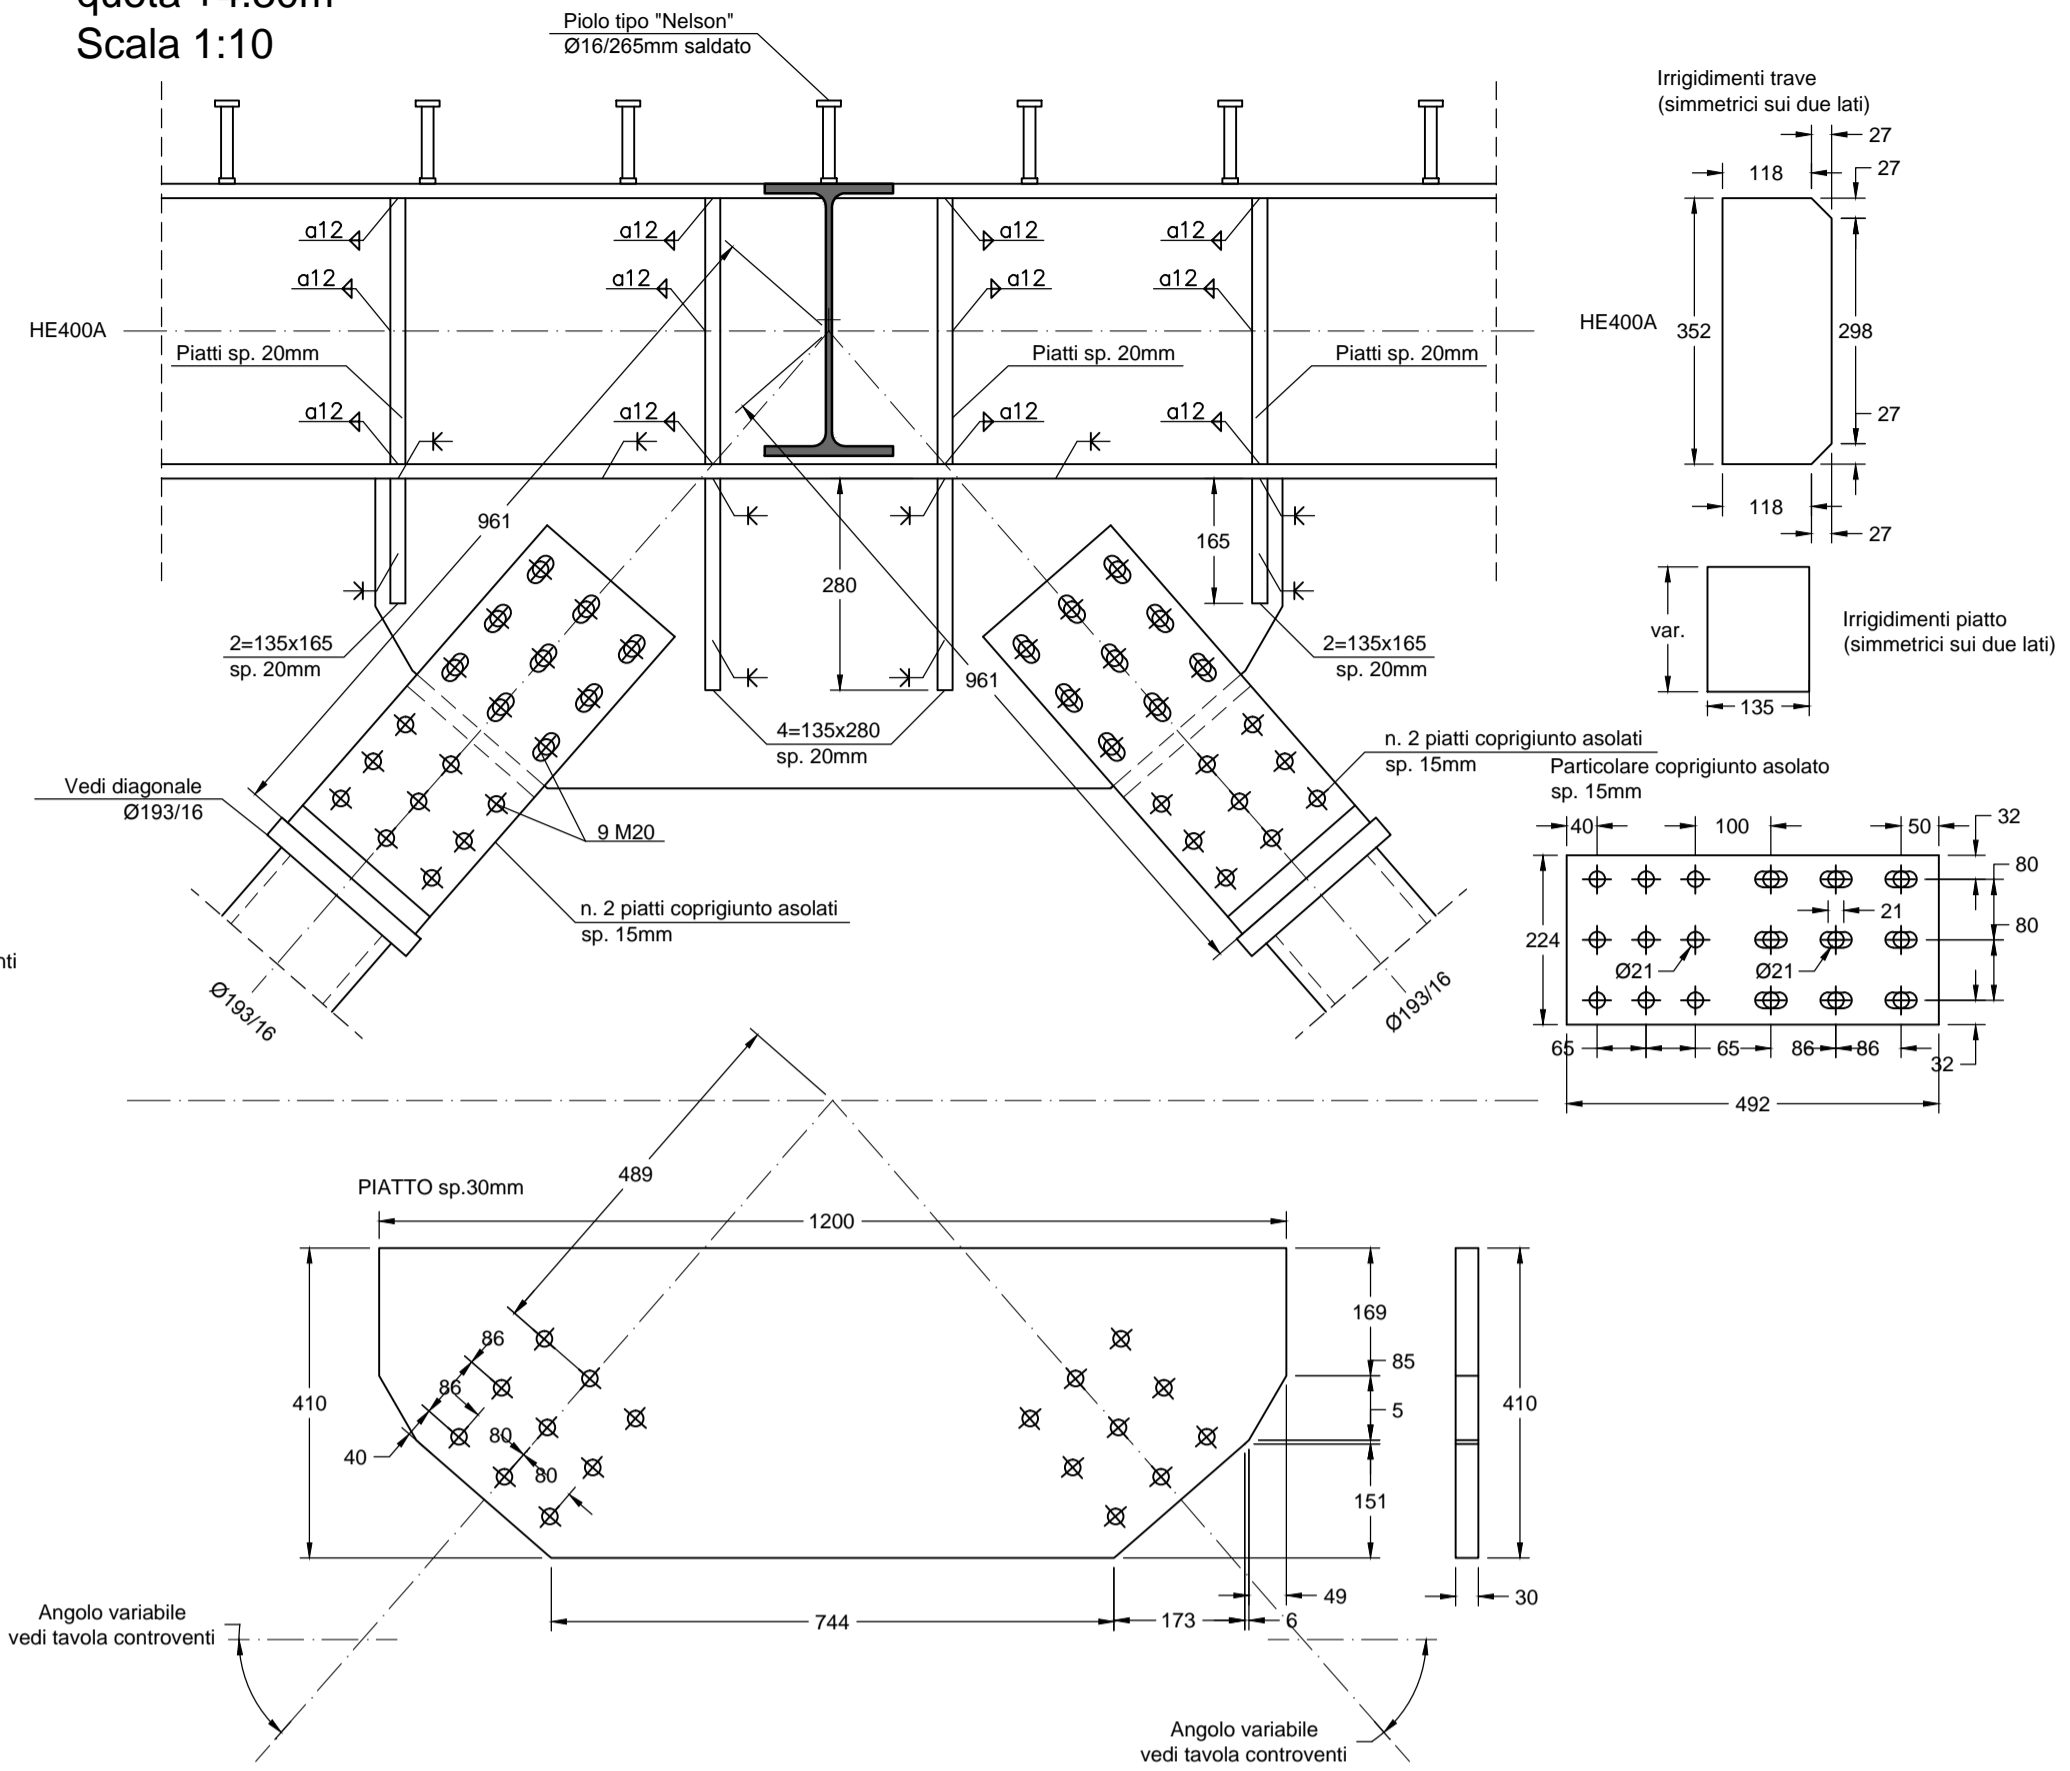 quota +4.50m
Scala 1:10
Piolo tipo "Nelson"
Ø16/265mm saldato
a12
a12
a12
a12
a12
a12
a12
a12
HE400A
Piatti sp. 20mm
Piatti sp. 20mm
Piatti sp. 20mm
a12
a12
a12
a12
961
280
165
961
2=135x165
sp. 20mm
2=135x165
sp. 20mm
4=135x280
sp. 20mm
Vedi diagonale
Ø193/16
9 M20
n. 2 piatti coprigiunto asolati
sp. 15mm
n. 2 piatti coprigiunto asolati
sp. 15mm
nti
Ø193/16
Ø193/16
Irrigidimenti trave
(simmetrici sui due lati)
27
27
118
HE400A
352
298
27
118
27
var.
135
Irrigidimenti piatto
(simmetrici sui due lati)
Particolare coprigiunto asolato
sp. 15mm
40
100
50
32
80
21
80
224
Ø21
Ø21
65
65
86
86
32
492
489
PIATTO sp.30mm
1200
410
86
86
80
80
40
169
85
5
151
410
49
30
744
173
6
Angolo variabile
vedi tavola controventi
Angolo variabile
vedi tavola controventi